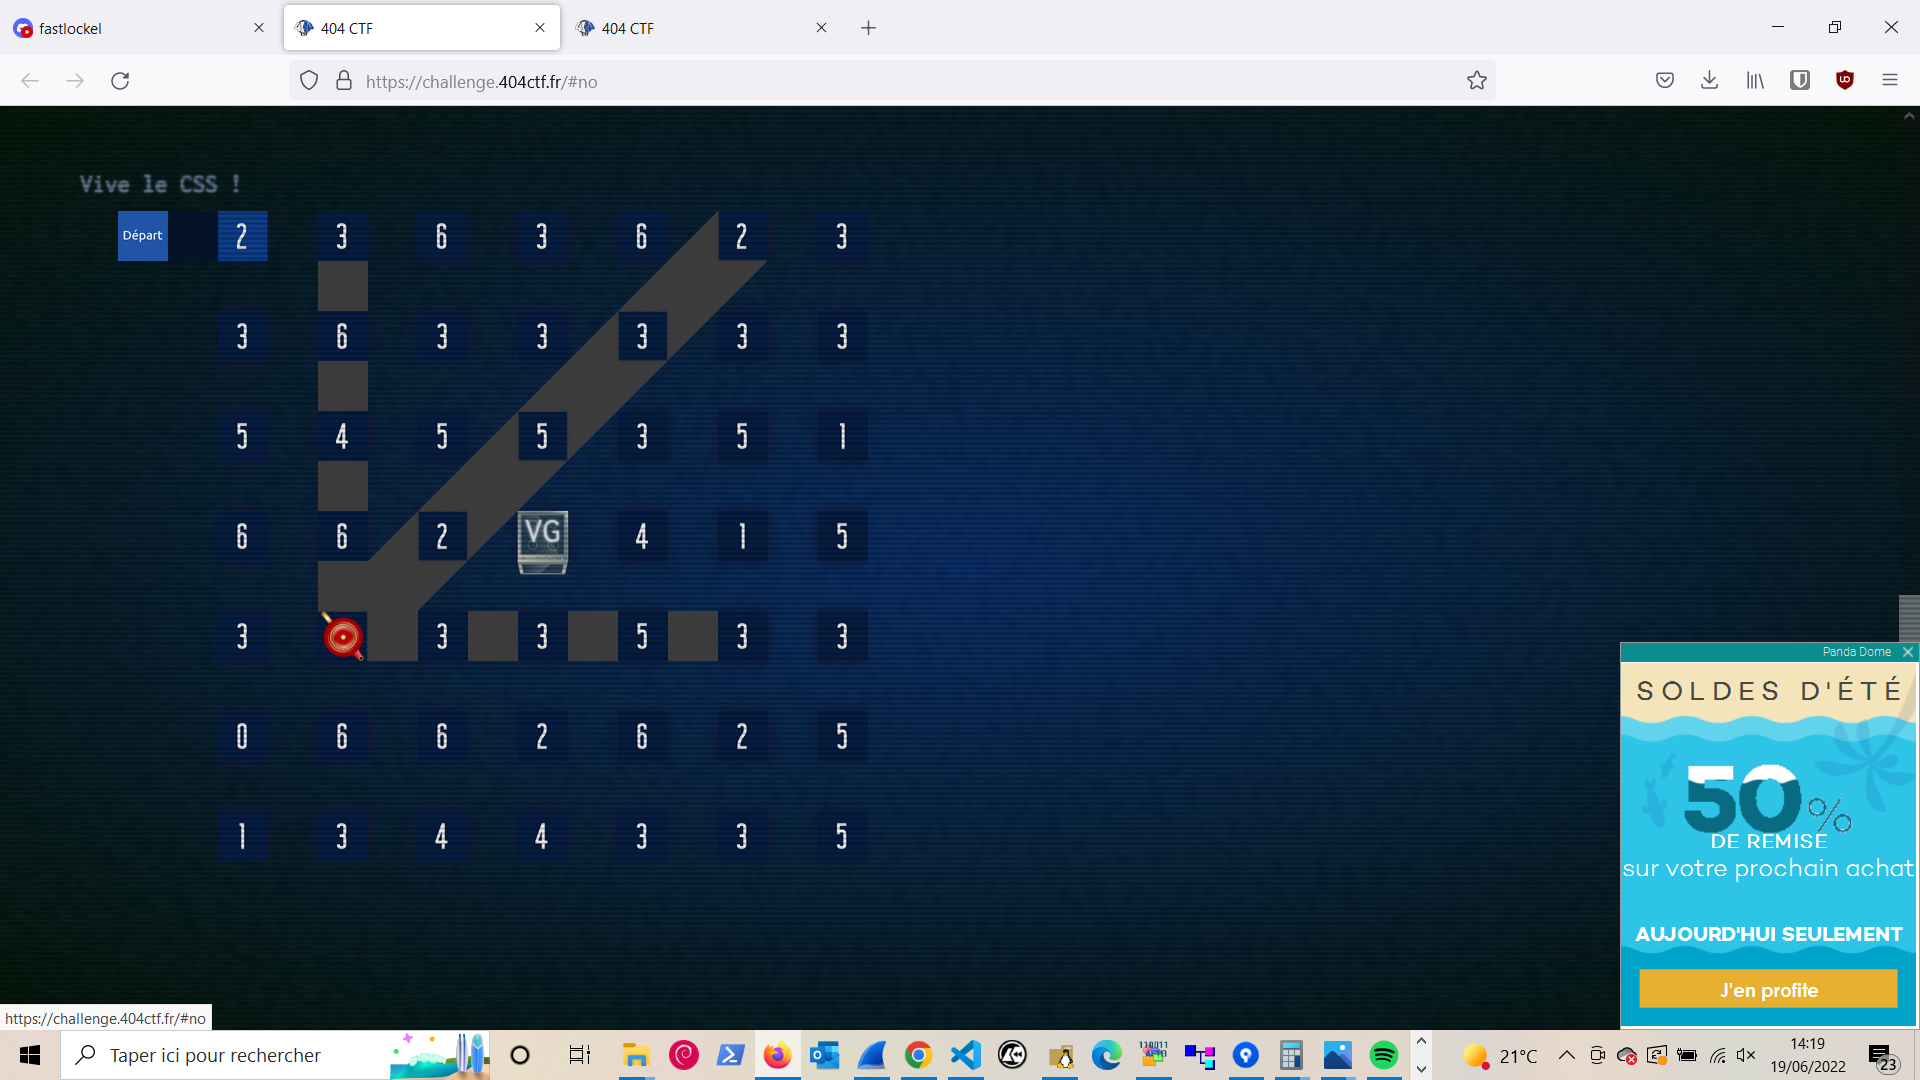 fastlockel
404 CTF
404 CTF
https://challenge.404ctf.fr/#no
Vive le CSS !
Départ 2 3 6 3 6 2 3
3 6 3 3 3 3 3
5 4 5 5 3 5 1
6 6 2 VG 4 1 5
3 3 3 5 3 3
0 6 6 2 6 2 5
1 3 4 4 3 3 5
Panda Dome
SOLDES D'ÉTÉ
50%
DE REMISE
sur votre prochain achat
AUJOURD'HUI SEULEMENT
J'en profite
https://challenge.404ctf.fr/#no
Taper ici pour rechercher
21°C
14:19
19/06/2022
23